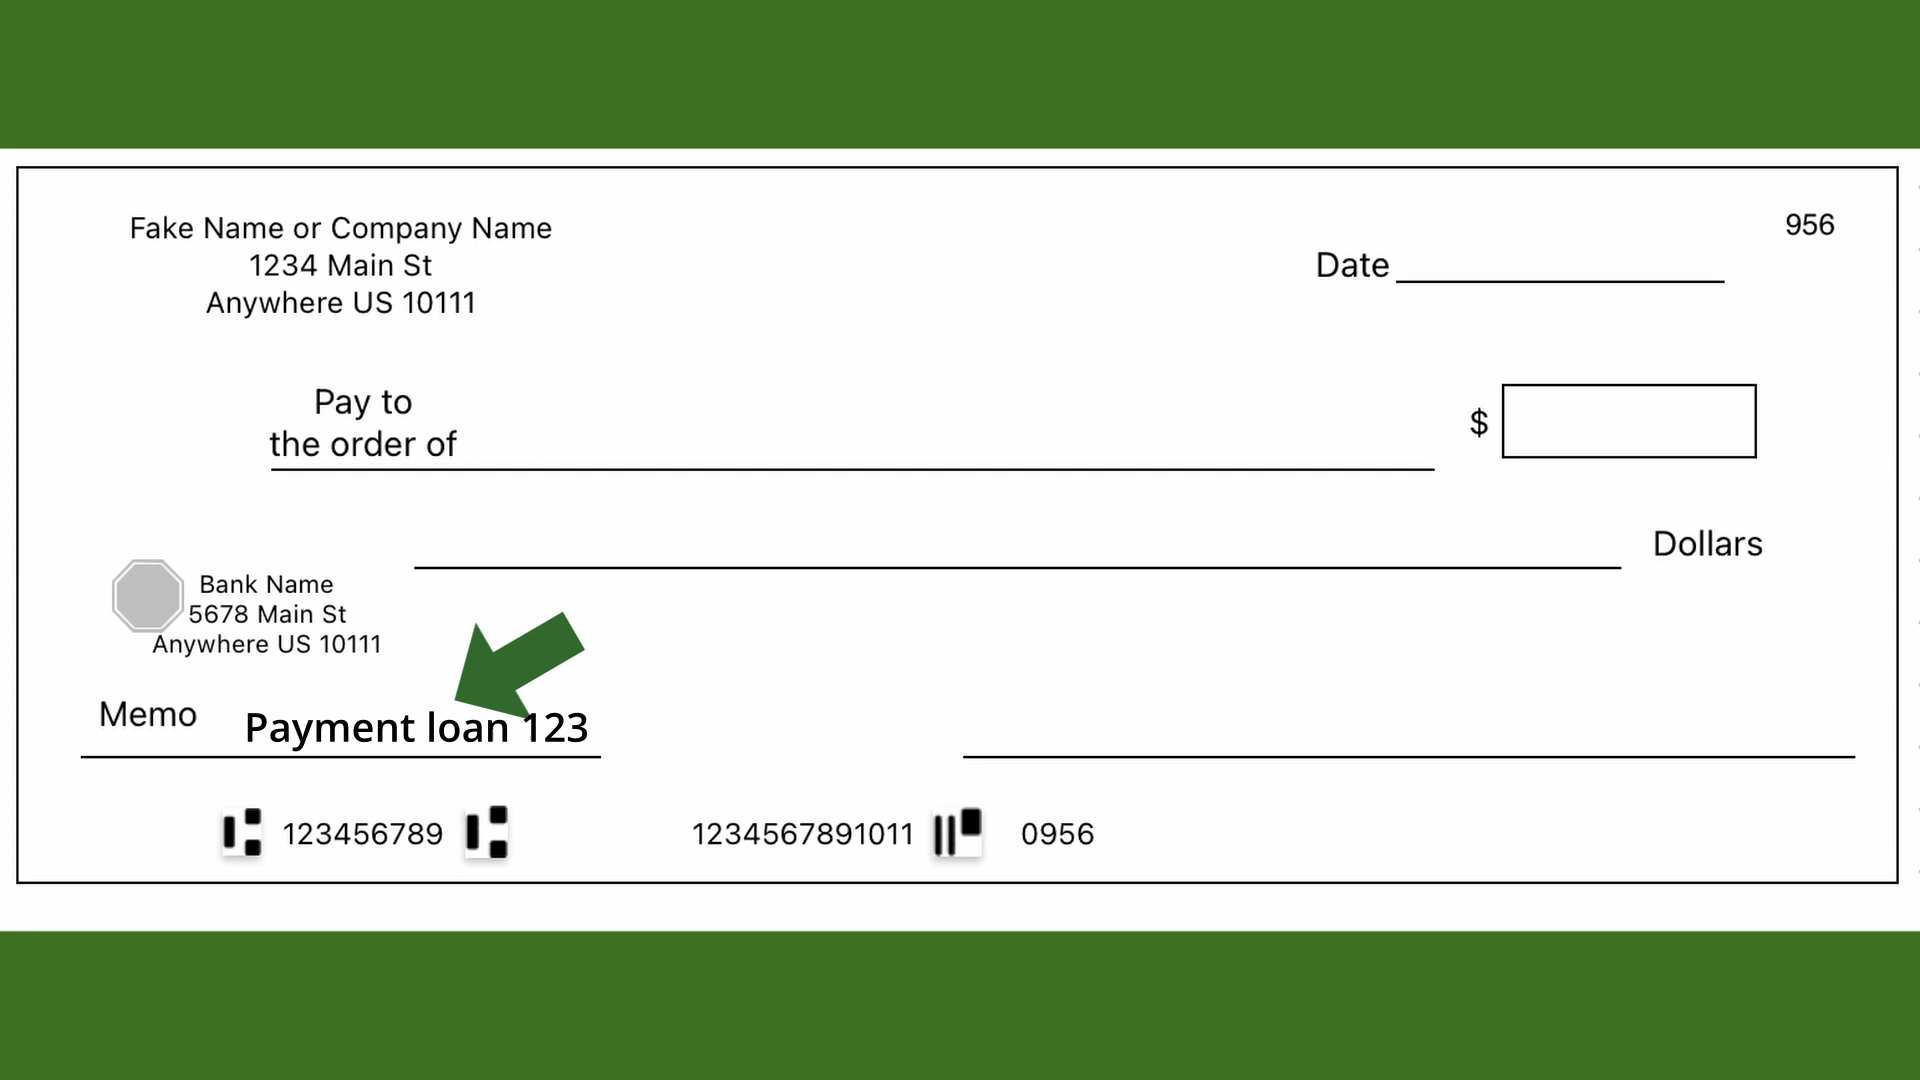 Fake Name or Company Name
1234 Main St
Anywhere US 10111
956
Date
Pay to
the order of
$
Dollars
Bank Name
5678 Main St
Anywhere US 10111
Memo Payment loan 123
⑆ 123456789 ⑆ 1234567891011 ⑈ 0956